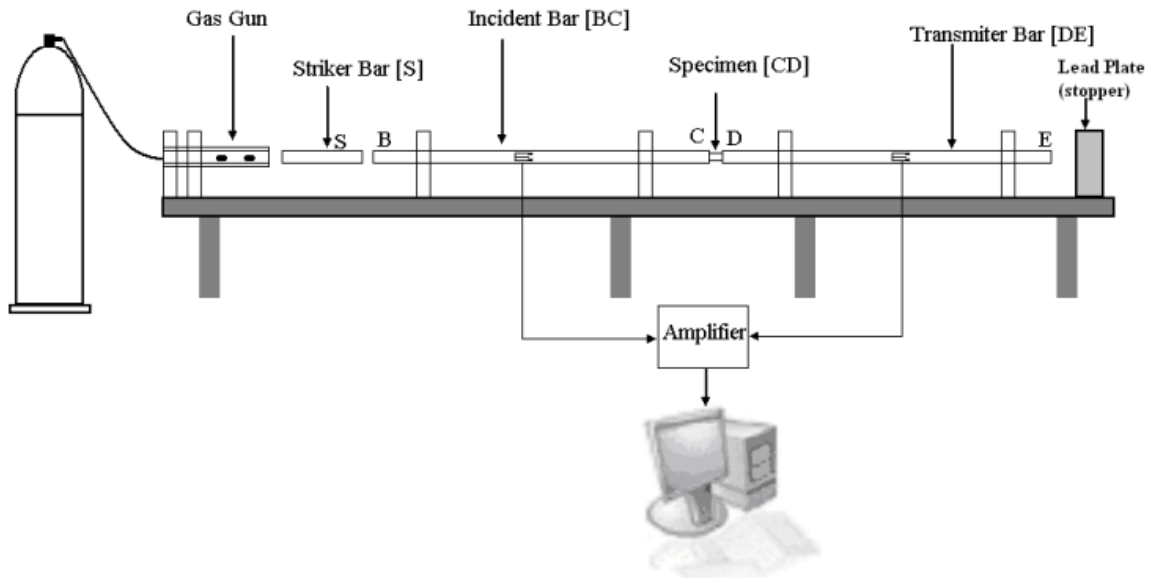 Gas Gun
Incident Bar [BC]
Striker Bar [S]
Specimen [CD]
Transmiter Bar [DE]
Lead Plate
(stopper)
S
B
C
D
E
Amplifier